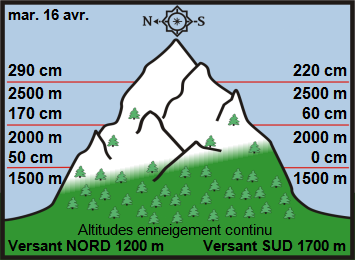 mar. 16 avr.
N S
290 cm 220 cm
2500 m 2500 m
170 cm 60 cm
2000 m 2000 m
50 cm 0 cm
1500 m 1500 m
Altitudes enneigement continu
Versant NORD 1200 m Versant SUD 1700 m